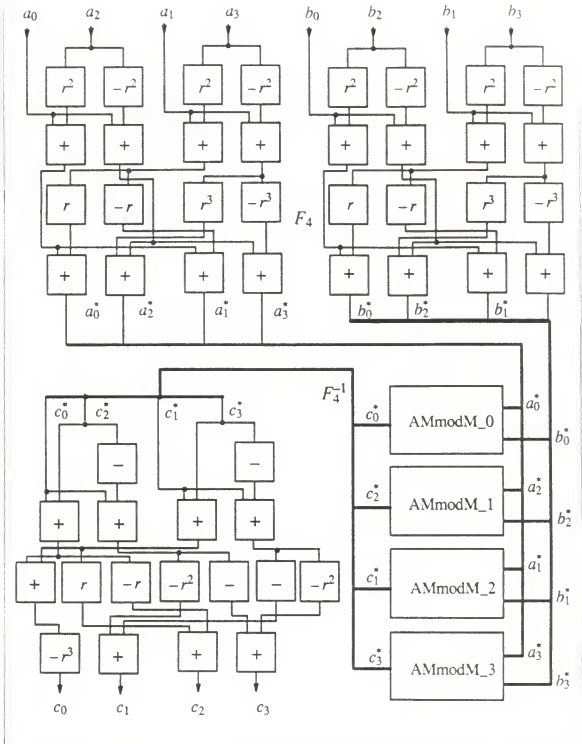 a₀ a₂ a₁ a₃ b₀ b₂ b₁ b₃
r² −r² r² −r² r² −r² r² −r²
+ + + + + + + +
r −r r³ −r³ F₄ r −r r³ −r³
+ + + + + + + +
a₀* a₂* a₁* a₃* b₀* b₂* b₁* b₃*
c₀* c₂* c₁* c₃* F₄⁻¹ c₀* AMmodM_0 a₀* b₀*
− −
+ + + + c₂* AMmodM_1 a₂* b₂*
+ r −r −r² − − −r² c₁* AMmodM_2 a₁* b₁*
−r³ + + + c₃* AMmodM_3 a₃* b₃*
c₀ c₁ c₂ c₃